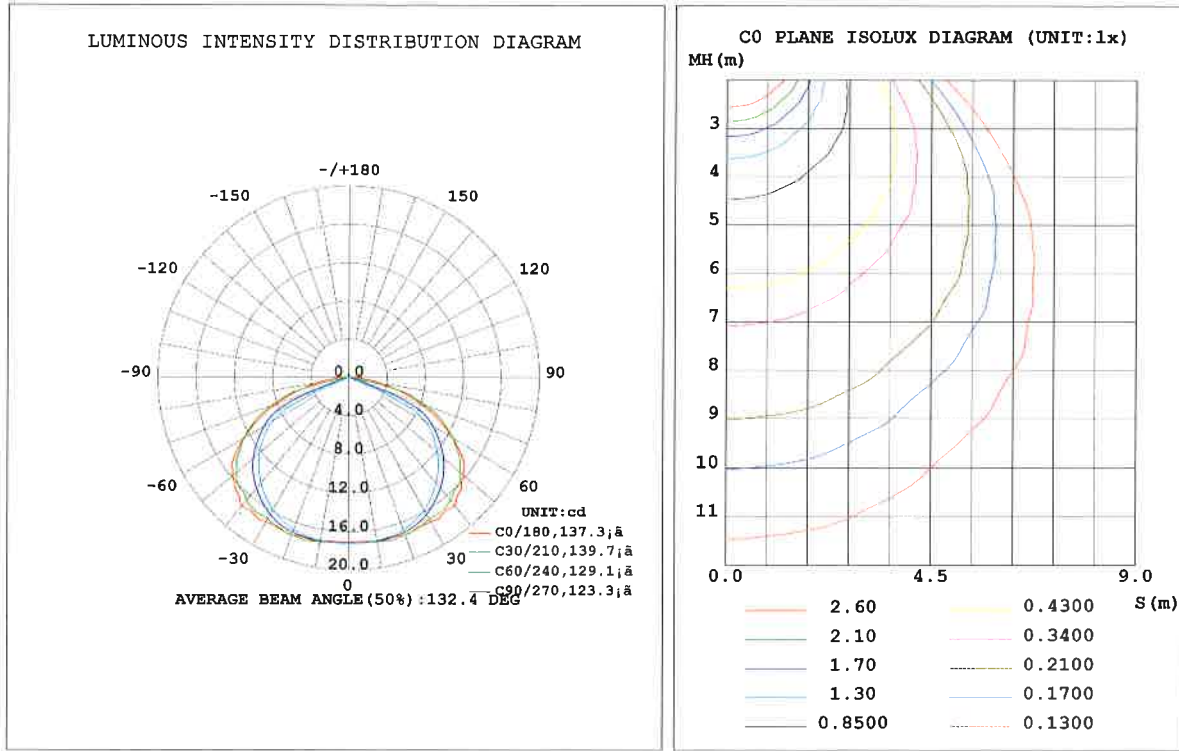 LUMINOUS INTENSITY DISTRIBUTION DIAGRAM
-/+180
-150
150
-120
120
-90
0.0
90
4.0
8.0
-60
12.0
60
UNIT:cd
16.0
C0/180,137.3¡ã
-30
30
C30/210,139.7¡ã
20.0
C60/240,129.1¡ã
0
C90/270,123.3¡ã
AVERAGE BEAM ANGLE(50%):132.4 DEG
C0 PLANE ISOLUX DIAGRAM (UNIT:lx)
MH(m)
3
4
5
6
7
8
9
10
11
0.0 4.5 9.0
S(m)
2.60 0.4300
2.10 0.3400
1.70 0.2100
1.30 0.1700
0.8500 0.1300